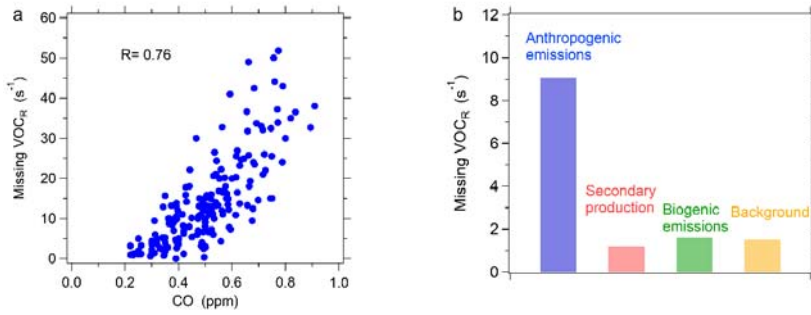 a
R= 0.76
Missing VOC_R (s⁻¹)
60
50
40
30
20
10
0
0.0 0.2 0.4 0.6 0.8 1.0
CO (ppm)
b
Missing VOC_R (s⁻¹)
12
10
8
6
4
2
0
Anthropogenic
emissions
Secondary
production
Biogenic
emissions
Background